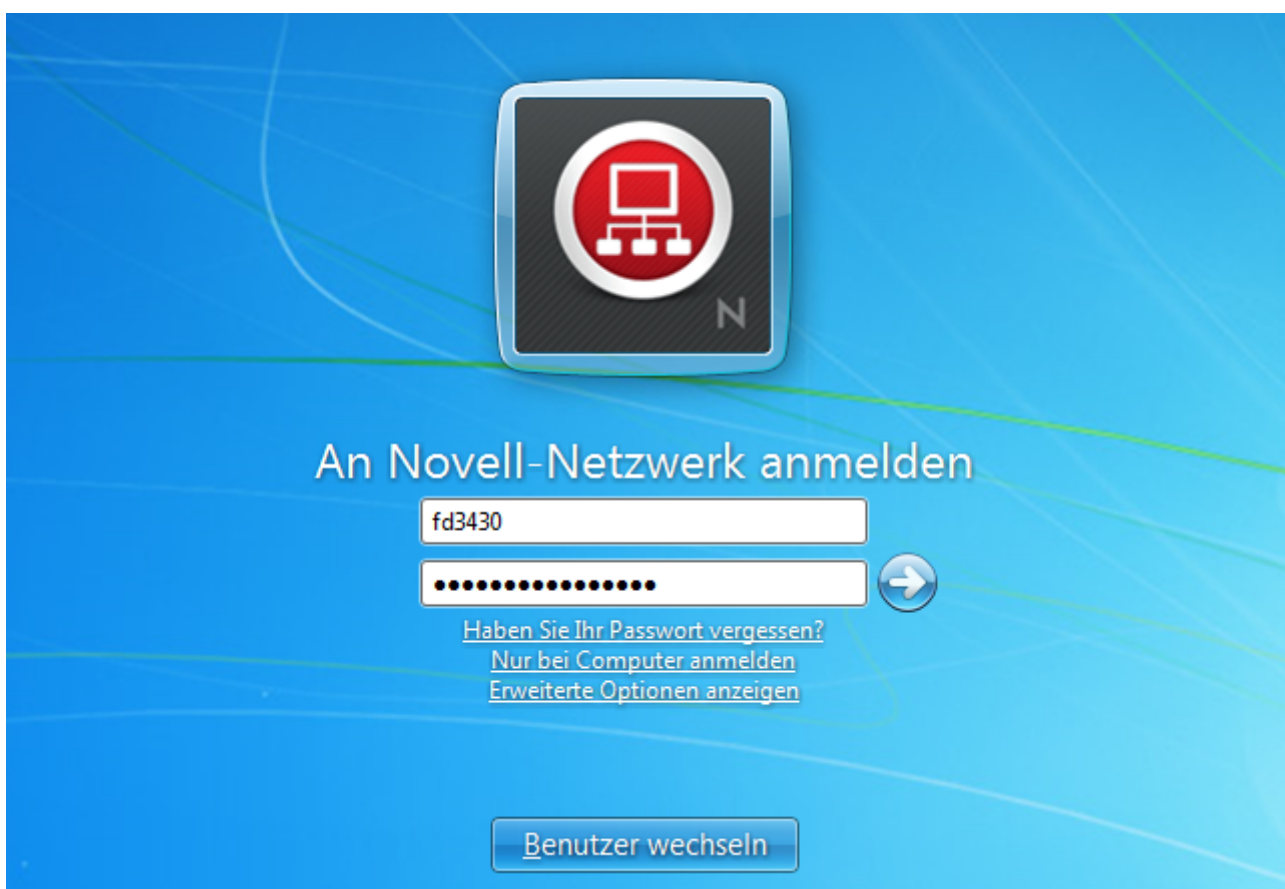 N
An Novell-Netzwerk anmelden
fd3430
••••••••••••••••
Haben Sie Ihr Passwort vergessen?
Nur bei Computer anmelden
Erweiterte Optionen anzeigen
Benutzer wechseln